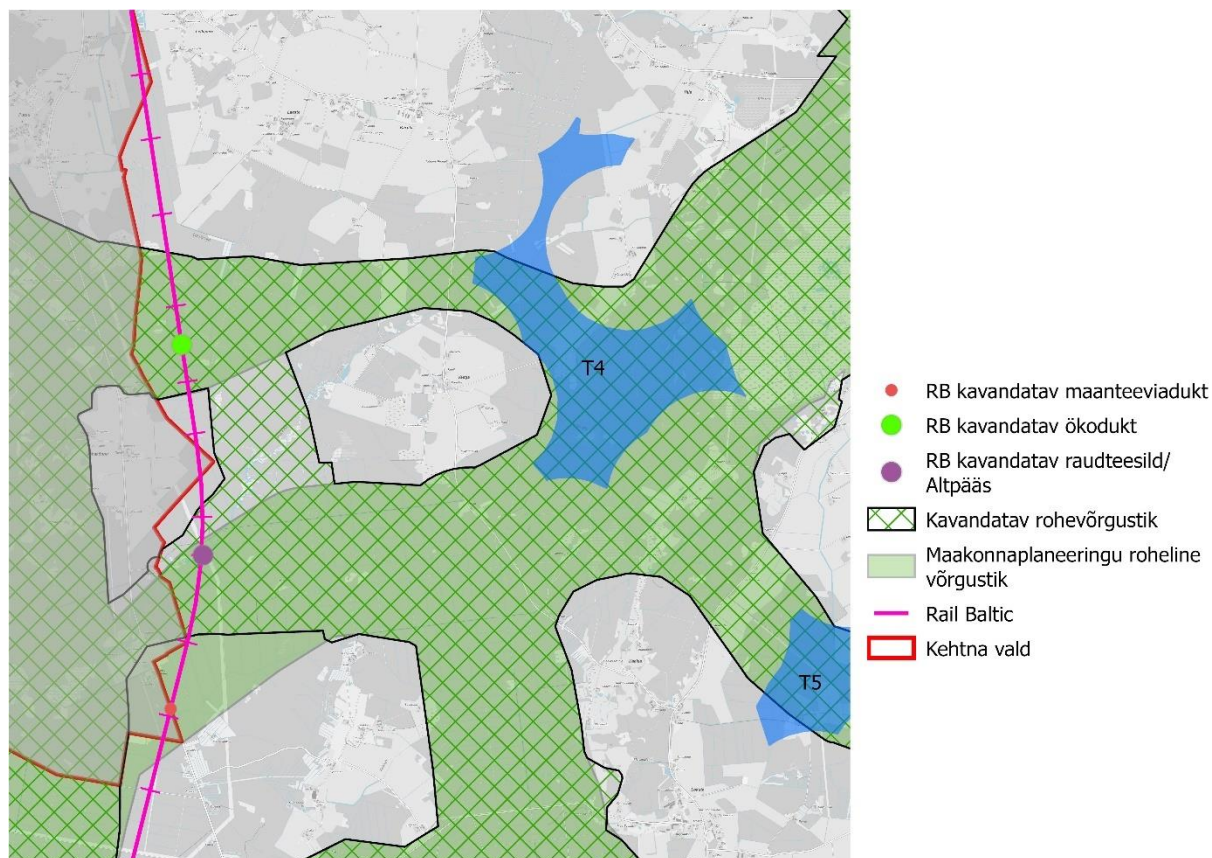 T4
T5
RB kavandatav maanteeviadukt
RB kavandatav ökodukt
RB kavandatav raudteesild/
Altpääs
Kavandatav rohevõrgustik
Maakonnaplaneeringu roheline
võrgustik
Rail Baltic
Kehtna vald